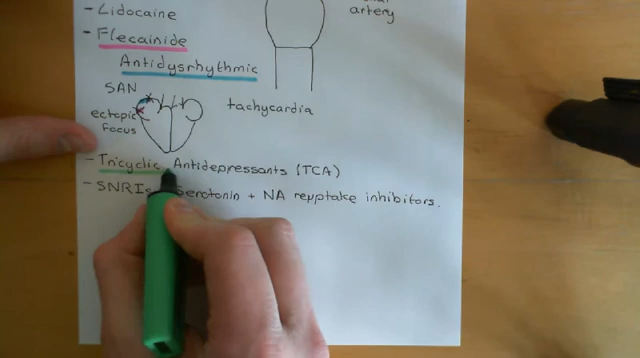 - Lidocaine
artery
- Flecainide
Antidysrhythmic
SAN
ectopic
focus
tachycardia
- Tricyclic Antidepressants (TCA)
- SNRIs Serotonin + NA reuptake inhibitors.